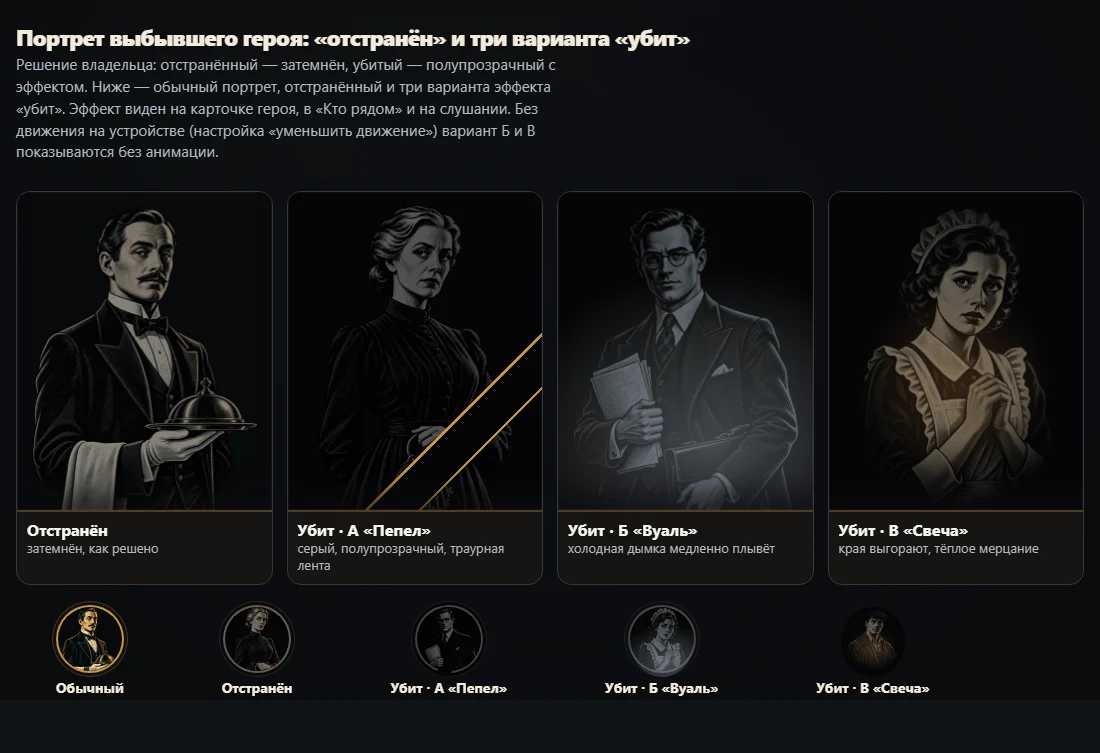 Портрет выбывшего героя: «отстранён» и три варианта «убит»
Решение владельца: отстранённый — затемнён, убитый — полупрозрачный с
эффектом. Ниже — обычный портрет, отстранённый и три варианта эффекта
«убит». Эффект виден на карточке героя, в «Кто рядом» и на слушании. Без
движения на устройстве (настройка «уменьшить движение») вариант Б и В
показываются без анимации.
Отстранён
затемнён, как решено
Убит · А «Пепел»
серый, полупрозрачный, траурная
лента
Убит · Б «Вуаль»
холодная дымка медленно плывёт
Убит · В «Свеча»
края выгорают, тёплое мерцание
Обычный
Отстранён
Убит · А «Пепел»
Убит · Б «Вуаль»
Убит · В «Свеча»